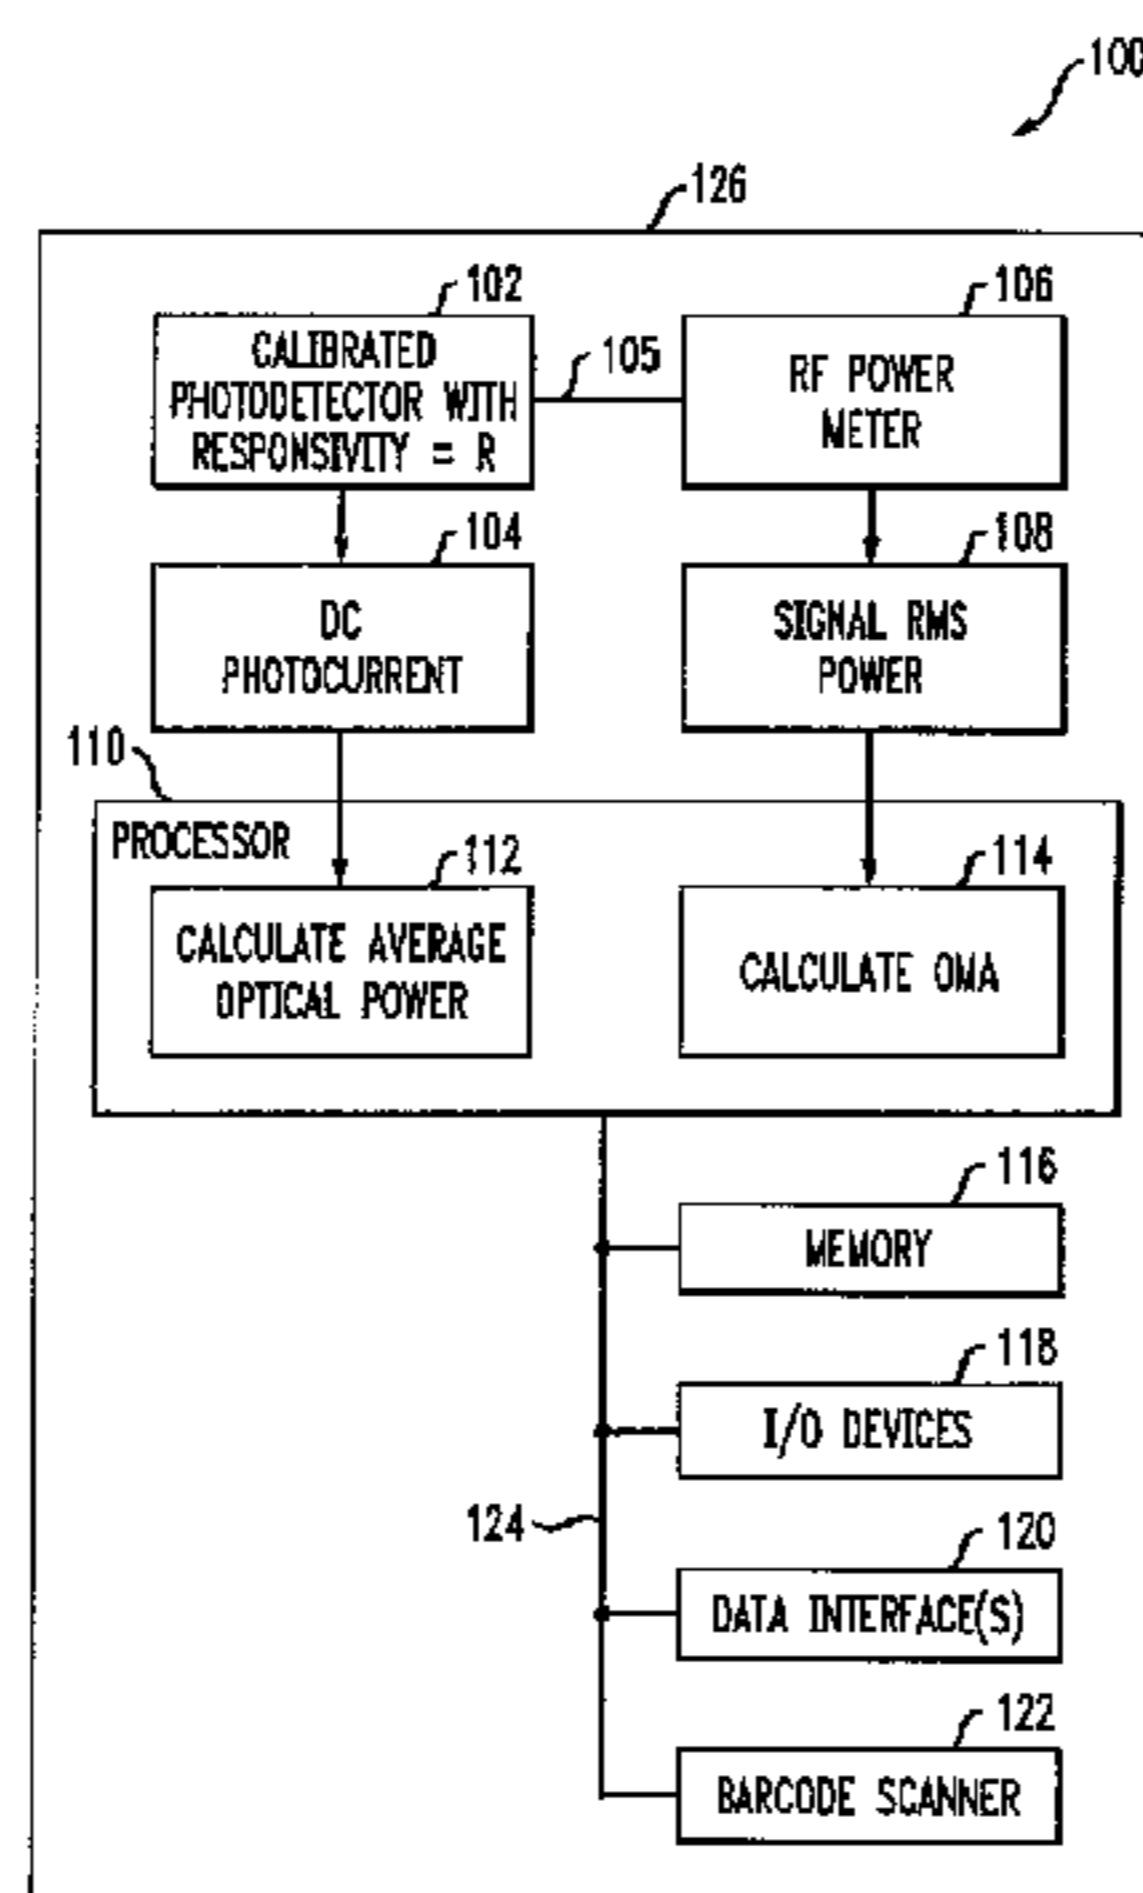 100
126
102
CALIBRATED
PHOTODETECTOR WITH
RESPONSIVITY = R
105
106
RF POWER
METER
104
DC
PHOTOCURRENT
108
SIGNAL RMS
POWER
110
PROCESSOR
112
CALCULATE AVERAGE
OPTICAL POWER
114
CALCULATE OMA
116
MEMORY
118
I/O DEVICES
124
120
DATA INTERFACE(S)
122
BARCODE SCANNER